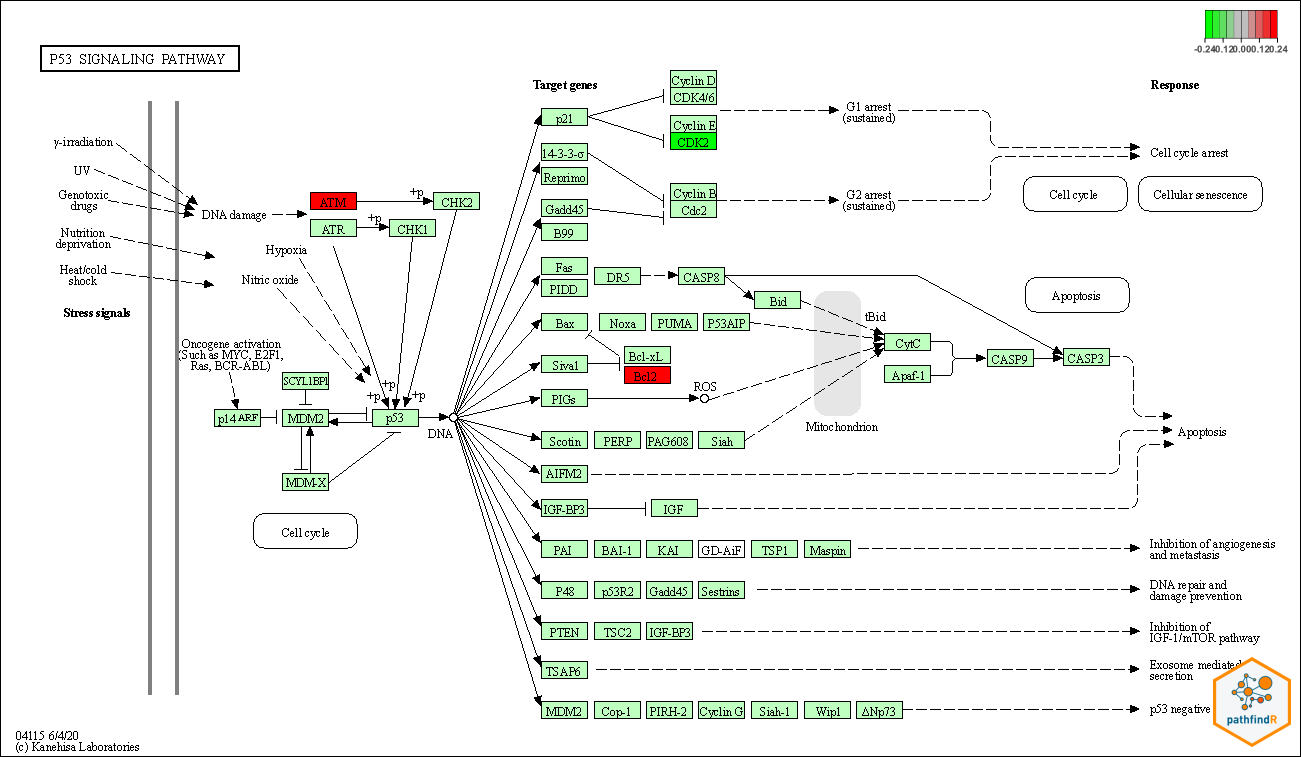 P53 SIGNALING PATHWAY
-0.240.120.000.120.24
Target genes
Response
γ-irradiation
UV
Genotoxic
drugs
Nutrition
deprivation
Heat/cold
shock
Stress signals
DNA damage
ATM
+p
CHK2
ATR
+p
CHK1
Hypoxia
Nitric oxide
Oncogene activation
(Such as MYC, E2F1,
Ras, BCR-ABL)
SCYL1BP1
+p
+p
+p
p14ARF
MDM2
p53
DNA
MDM-X
Cell cycle
p21
Cyclin D
CDK4/6
Cyclin E
CDK2
G1 arrest
(sustained)
14-3-3-σ
Reprimo
Cyclin B
Cdc2
G2 arrest
(sustained)
Cell cycle arrest
Cell cycle
Cellular senescence
Gadd45
B99
Fas
PIDD
DR5
CASP8
Bid
tBid
Apoptosis
Bax
Noxa
PUMA
P53AIP
CytC
Bcl-xL
Bcl2
Siva1
CASP9
CASP3
Apaf-1
PIGs
ROS
Mitochondrion
Scotin
PERP
PAG608
Siah
Apoptosis
AIFM2
IGF-BP3
IGF
PAI
BAI-1
KAI
GD-AiF
TSP1
Maspin
Inhibition of angiogenesis
and metastasis
P48
p53R2
Gadd45
Sestrins
DNA repair and
damage prevention
PTEN
TSC2
IGF-BP3
Inhibition of
IGF-1/mTOR pathway
TSAP6
Exosome mediated
secretion
MDM2
Cop-1
PIRH-2
Cyclin G
Siah-1
Wip1
ΔNp73
p53 negative
pathfindR
04115 6/4/20
(c) Kanehisa Laboratories